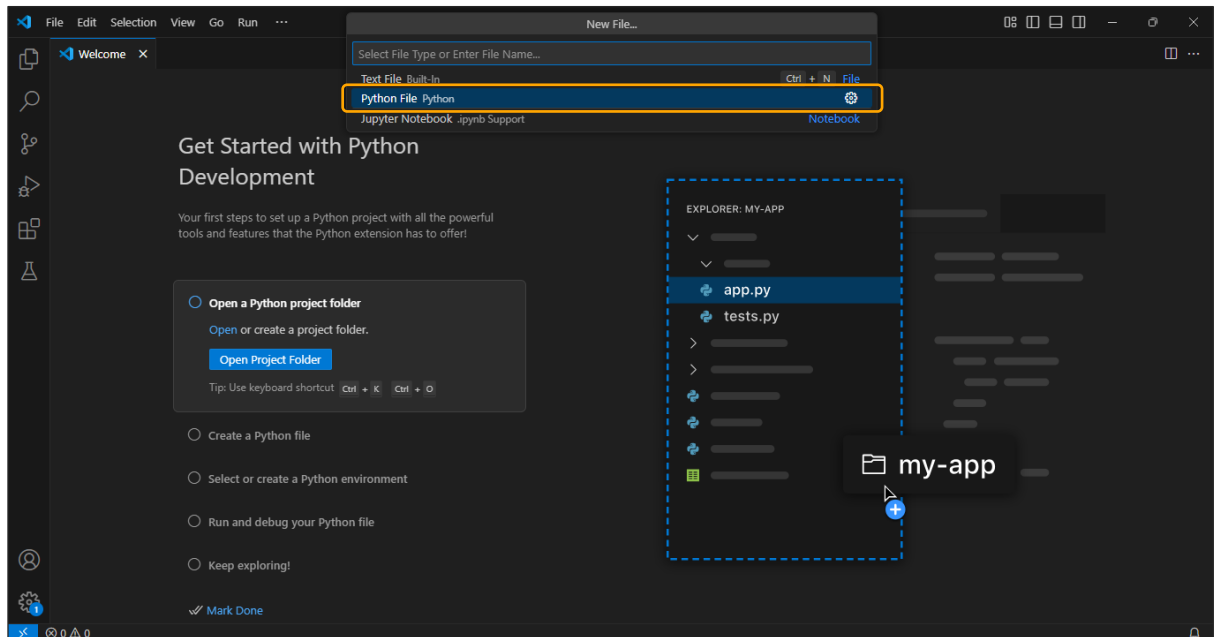 File Edit Selection View Go Run ···
New File...
Welcome
Select File Type or Enter File Name...
Text File Built-In Ctrl + N File
Python File Python
Jupyter Notebook .ipynb Support Notebook
Get Started with Python
Development
Your first steps to set up a Python project with all the powerful
tools and features that the Python extension has to offer!
Open a Python project folder
Open or create a project folder.
Open Project Folder
Tip: Use keyboard shortcut Ctrl + K Ctrl + O
Create a Python file
Select or create a Python environment
Run and debug your Python file
Keep exploring!
Mark Done
EXPLORER: MY-APP
app.py
tests.py
my-app
1
0 0